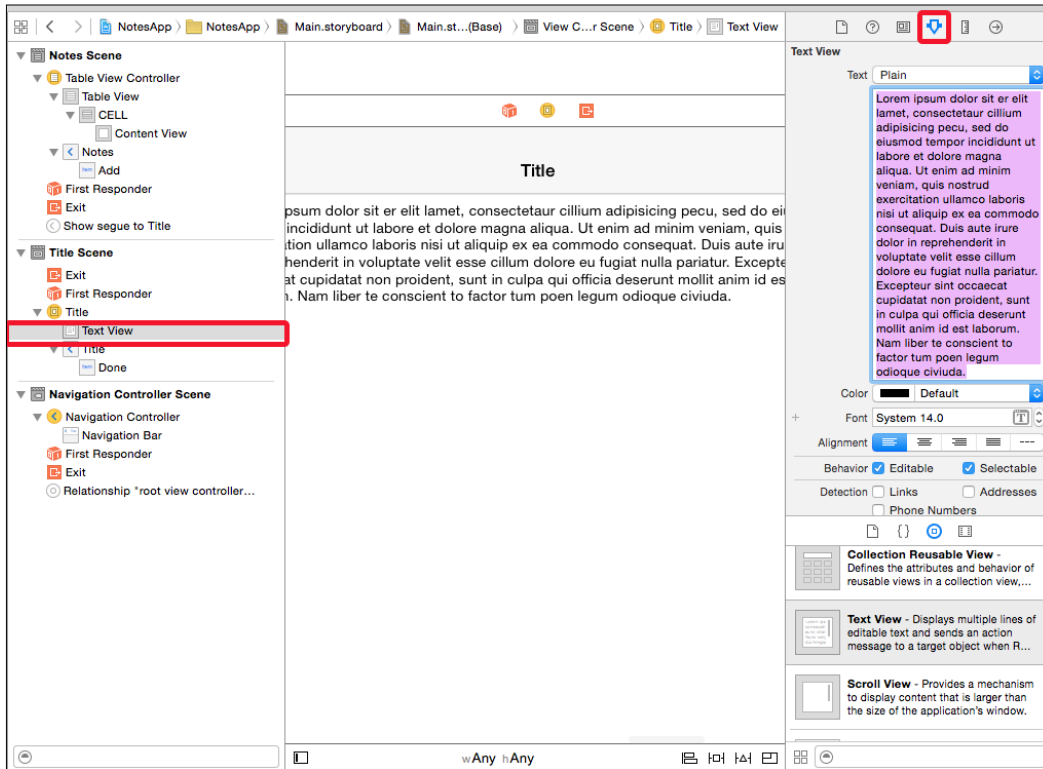 NotesApp
NotesApp
Main.storyboard
Main.st...(Base)
View C...r Scene
Title
Text View
Notes Scene
Table View Controller
Table View
CELL
Content View
Notes
Add
First Responder
Exit
Show segue to Title
Title Scene
Exit
First Responder
Title
Text View
Title
Done
Navigation Controller Scene
Navigation Controller
Navigation Bar
First Responder
Exit
Relationship "root view controller...
Title
psum dolor sit er elit lamet, consectetaur cillium adipisicing pecu, sed do ei
incididunt ut labore et dolore magna aliqua. Ut enim ad minim veniam, quis
tion ullamco laboris nisi ut aliquip ex ea commodo consequat. Duis aute iru
henderit in voluptate velit esse cillum dolore eu fugiat nulla pariatur. Excepte
at cupidatat non proident, sunt in culpa qui officia deserunt mollit anim id es
. Nam liber te conscient to factor tum poen legum odioque civiuda.
wAny hAny
Text View
Text Plain
Lorem ipsum dolor sit er elit
lamet, consectetaur cillium
adipisicing pecu, sed do
eiusmod tempor incididunt ut
labore et dolore magna
aliqua. Ut enim ad minim
veniam, quis nostrud
exercitation ullamco laboris
nisi ut aliquip ex ea commodo
consequat. Duis aute irure
dolor in reprehenderit in
voluptate velit esse cillum
dolore eu fugiat nulla pariatur.
Excepteur sint occaecat
cupidatat non proident, sunt
in culpa qui officia deserunt
mollit anim id est laborum.
Nam liber te conscient to
factor tum poen legum
odioque civiuda.
Color Default
Font System 14.0
Alignment
Behavior Editable Selectable
Detection Links Addresses
Phone Numbers
Collection Reusable View -
Defines the attributes and behavior of
reusable views in a collection view,...
Text View - Displays multiple lines of
editable text and sends an action
message to a target object when R...
Scroll View - Provides a mechanism
to display content that is larger than
the size of the application's window.